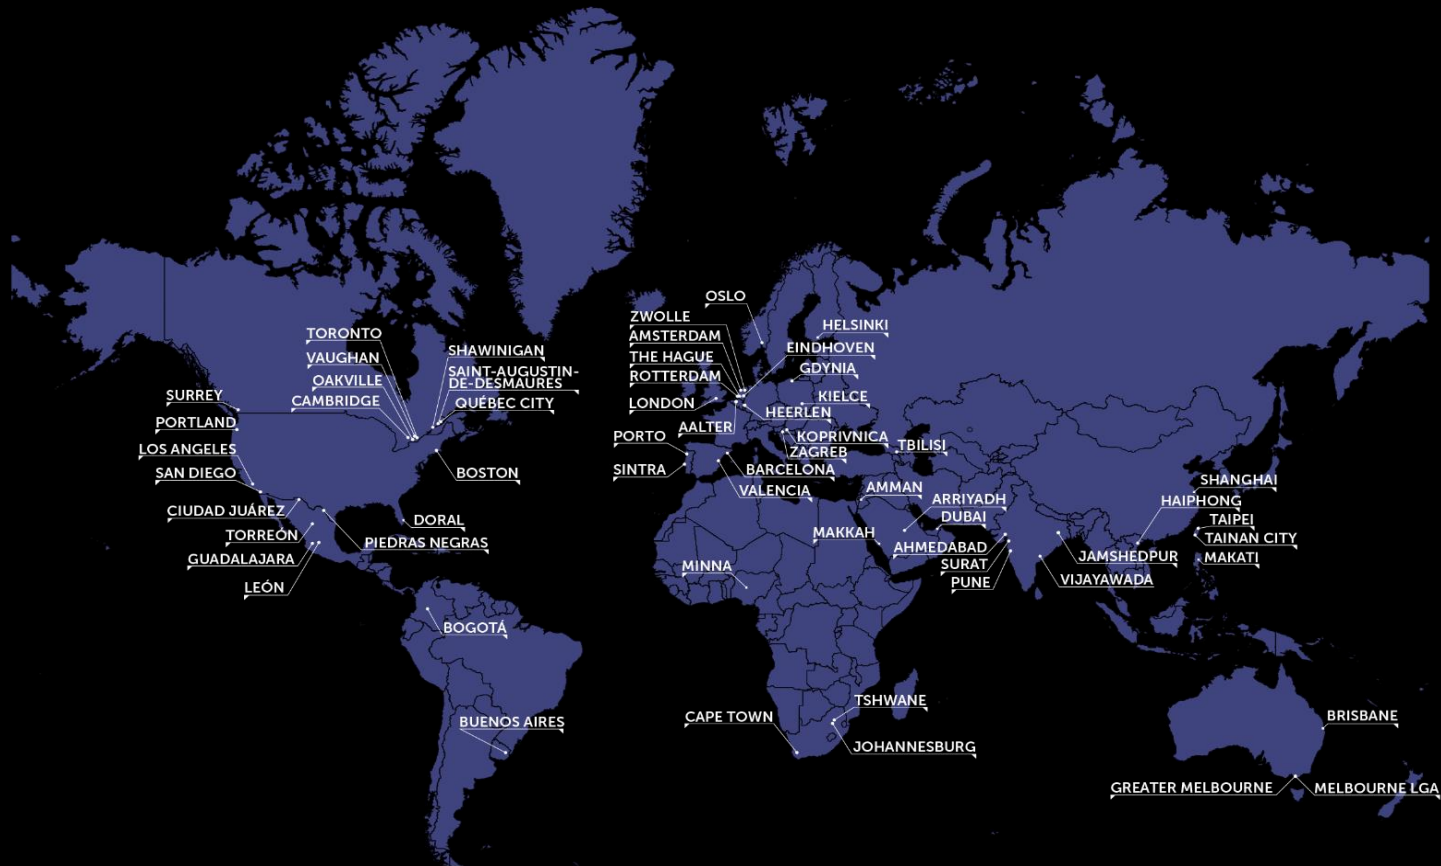 TORONTO
VAUGHAN
OAKVILLE
CAMBRIDGE
SHAWINIGAN
SAINT-AUGUSTIN-
DE-DESMAURES
QUÉBEC CITY
SURREY
PORTLAND
LOS ANGELES
SAN DIEGO
BOSTON
CIUDAD JUÁREZ
TORREÓN
GUADALAJARA
LEÓN
DORAL
PIEDRAS NEGRAS
BOGOTÁ
BUENOS AIRES
OSLO
ZWOLLE
AMSTERDAM
THE HAGUE
ROTTERDAM
LONDON
AALTER
HELSINKI
EINDHOVEN
GDYNIA
KIELCE
HEERLEN
KOPRIVNICA
ZAGREB
TBILISI
PORTO
SINTRA
BARCELONA
VALENCIA
AMMAN
ARRIYADH
DUBAI
MAKKAH
AHMEDABAD
SURAT
PUNE
MINNA
SHANGHAI
HAIPHONG
TAIPEI
TAINAN CITY
MAKATI
JAMSHEDPUR
VIJAYAWADA
TSHWANE
CAPE TOWN
JOHANNESBURG
BRISBANE
GREATER MELBOURNE
MELBOURNE LGA